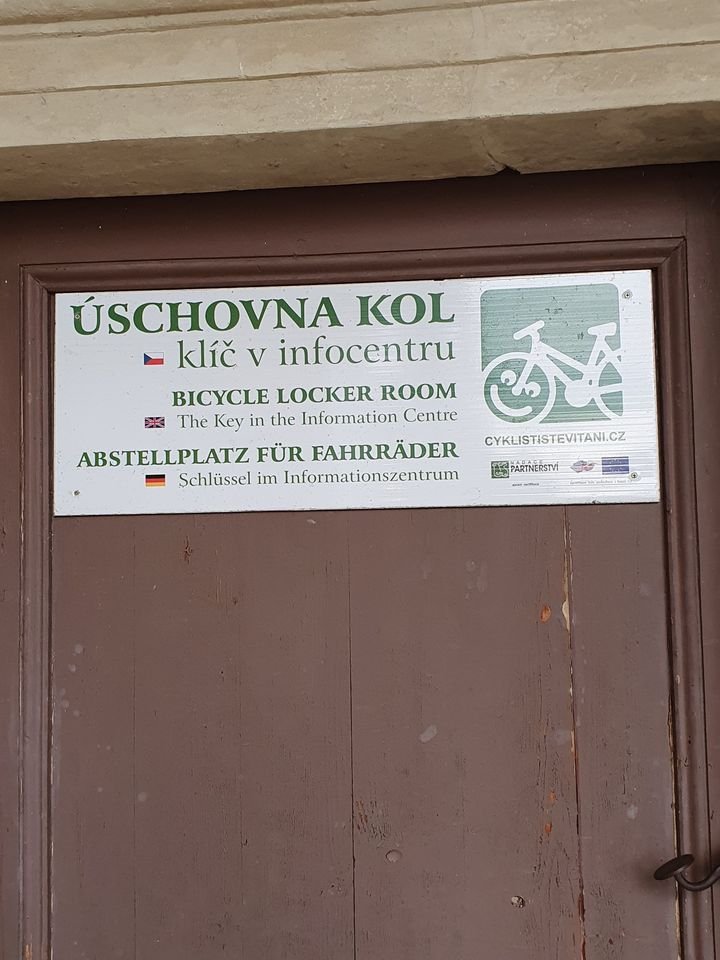 ÚSCHOVNA KOL
klíč v infocentru
BICYCLE LOCKER ROOM
The Key in the Information Centre
ABSTELLPLATZ FÜR FAHRRÄDER
Schlüssel im Informationszentrum
CYKLISTISTEVITANI.CZ
NADACE
PARTNERSTVÍ